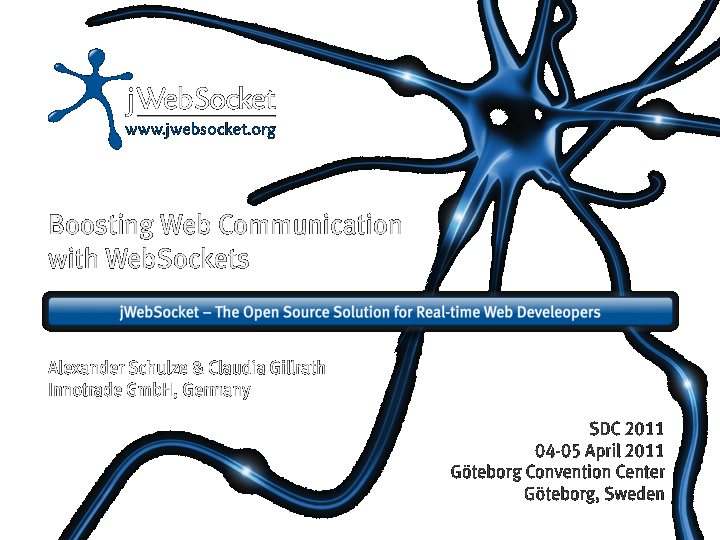 jWebSocket
www.jwebsocket.org
Boosting Web Communication
with WebSockets
jWebSocket – The Open Source Solution for Real-time Web Develeopers
Alexander Schulze & Claudia Gillrath
Innotrade GmbH, Germany
SDC 2011
04-05 April 2011
Göteborg Convention Center
Göteborg, Sweden